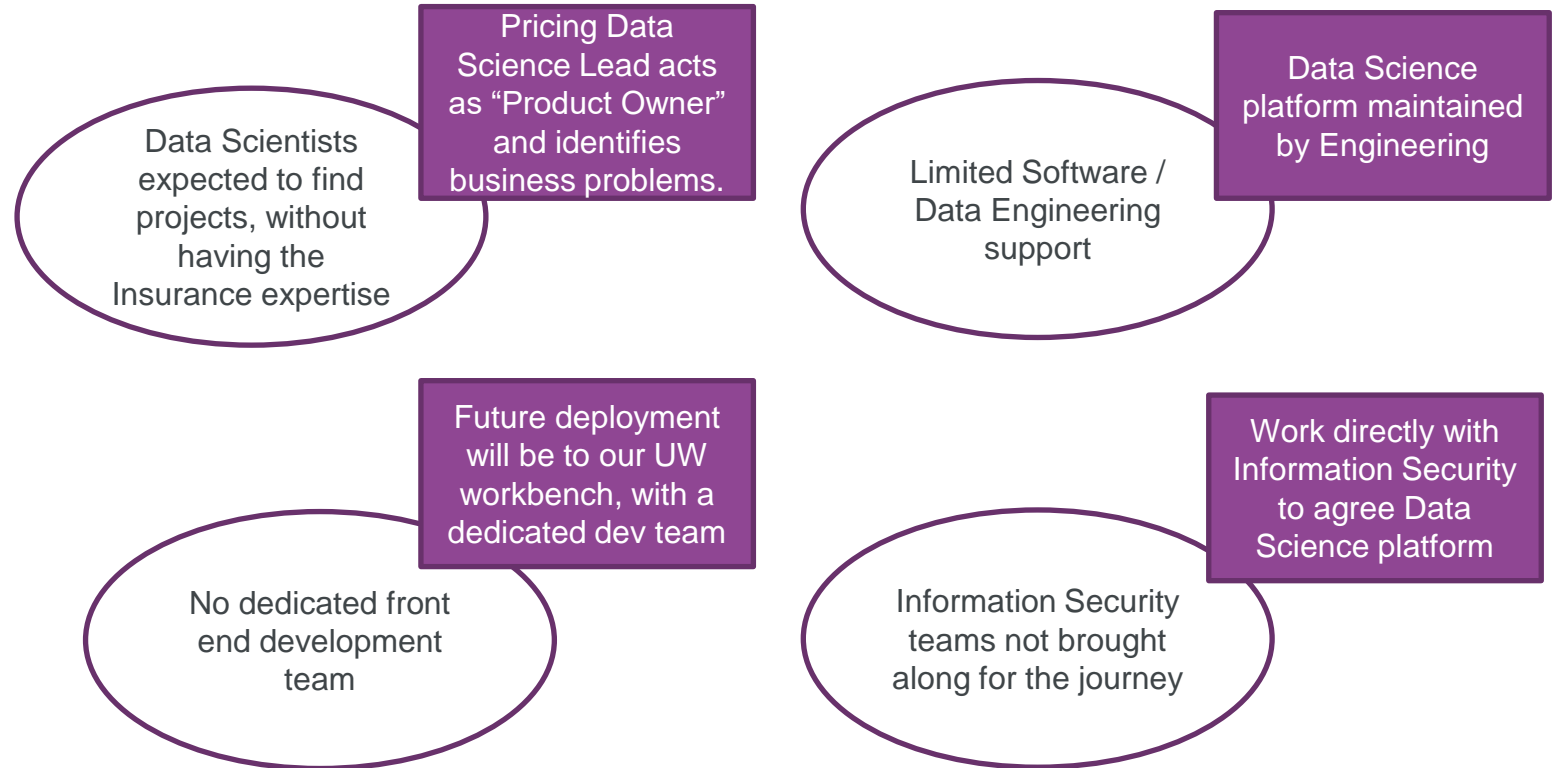 Pricing Data
Science Lead acts
as “Product Owner”
and identifies
business problems.
Data Scientists
expected to find
projects, without
having the
Insurance expertise
Data Science
platform maintained
by Engineering
Limited Software /
Data Engineering
support
Future deployment
will be to our UW
workbench, with a
dedicated dev team
No dedicated front
end development
team
Work directly with
Information Security
to agree Data
Science platform
Information Security
teams not brought
along for the journey